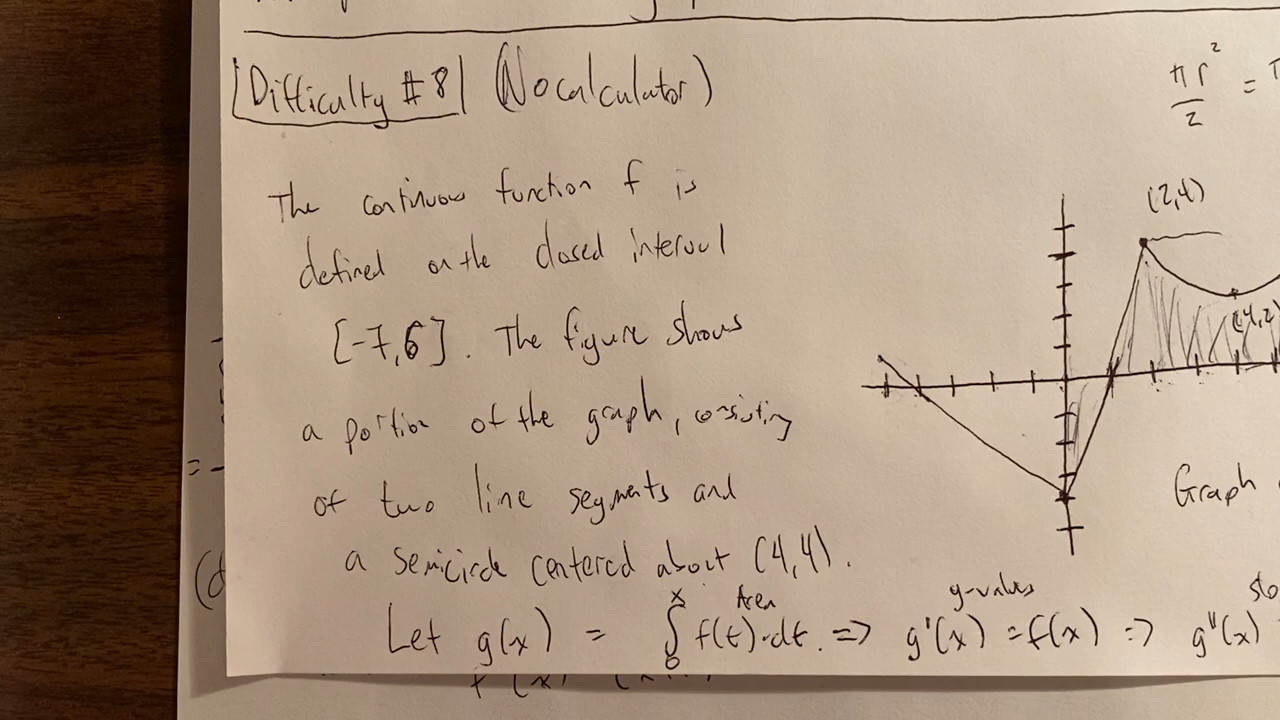 Difficulty #8 (No calculator)
πr²/2 =
The continuous function f is
defined on the closed interval
[-7,6]. The figure shows
a portion of the graph, consisting
of two line segments and
a semicircle centered about (4,4).
(2,4)
(4,2)
Graph
Area
y-values
Let g(x) = ∫₀ˣ f(t)·dt. => g'(x) = f(x) => g''(x)